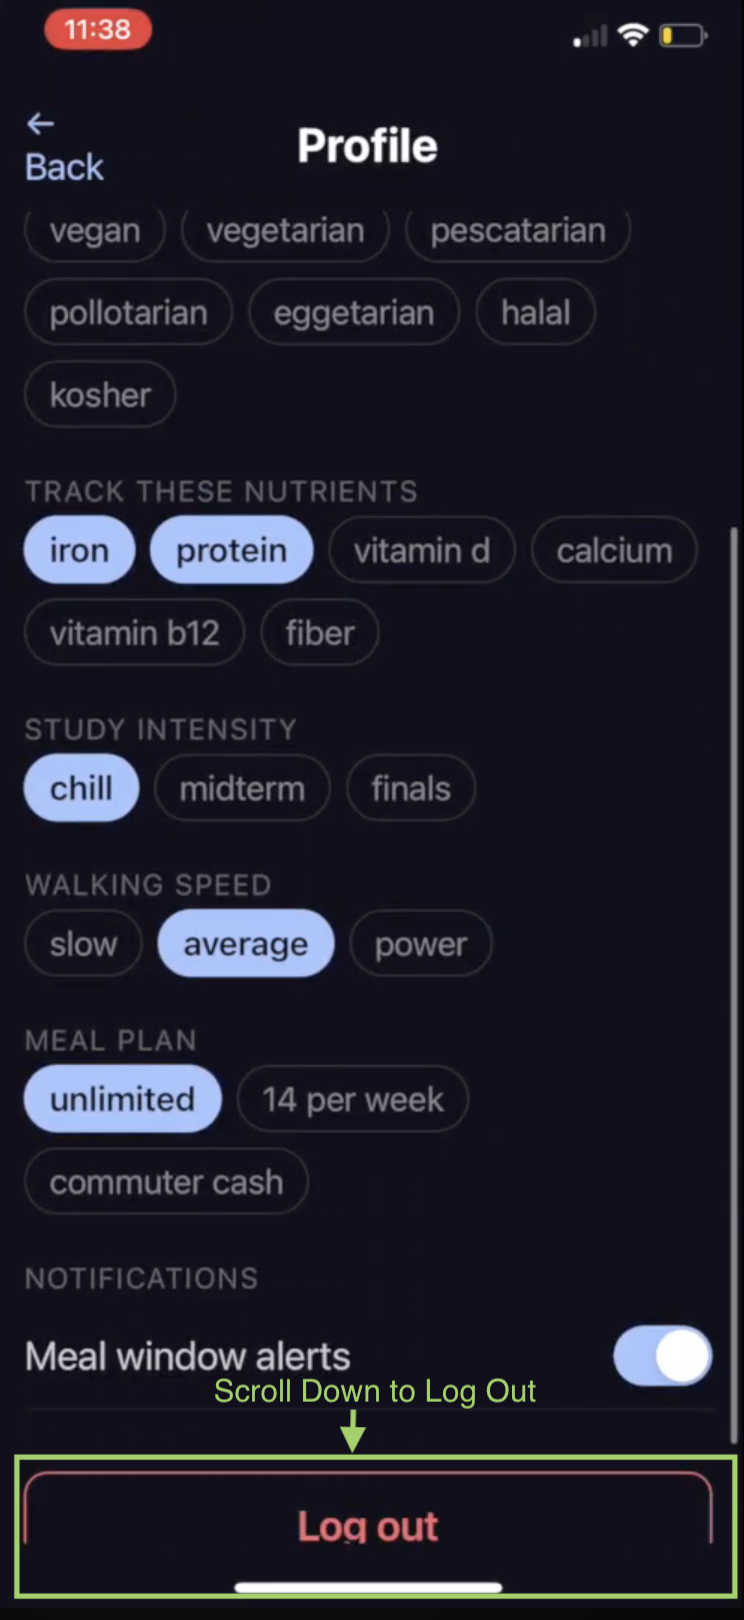 11:38
←
Back
Profile
vegan vegetarian pescatarian
pollotarian eggetarian halal
kosher
TRACK THESE NUTRIENTS
iron protein vitamin d calcium
vitamin b12 fiber
STUDY INTENSITY
chill midterm finals
WALKING SPEED
slow average power
MEAL PLAN
unlimited 14 per week
commuter cash
NOTIFICATIONS
Meal window alerts
Scroll Down to Log Out
Log out